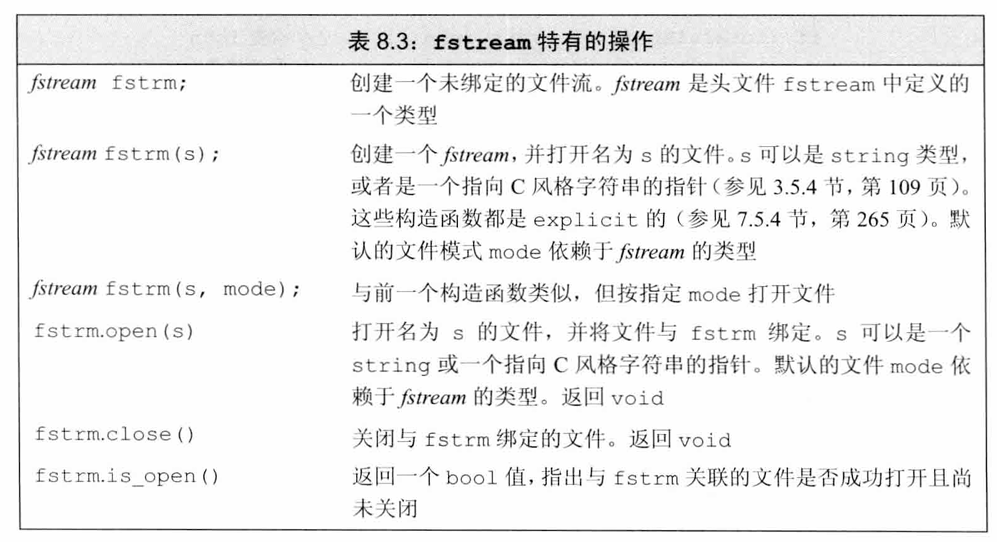 表 8.3：fstream 特有的操作
fstream fstrm; 创建一个未绑定的文件流。fstream 是头文件 fstream 中定义的
一个类型
fstream fstrm(s); 创建一个 fstream，并打开名为 s 的文件。s 可以是 string 类型，
或者是一个指向 C 风格字符串的指针（参见 3.5.4 节，第 109 页）。
这些构造函数都是 explicit 的（参见 7.5.4 节，第 265 页）。默
认的文件模式 mode 依赖于 fstream 的类型
fstream fstrm(s, mode); 与前一个构造函数类似，但按指定 mode 打开文件
fstrm.open(s) 打开名为 s 的文件，并将文件与 fstrm 绑定。s 可以是一个
string 或一个指向 C 风格字符串的指针。默认的文件 mode 依
赖于 fstream 的类型。返回 void
fstrm.close() 关闭与 fstrm 绑定的文件。返回 void
fstrm.is_open() 返回一个 bool 值，指出与 fstrm 关联的文件是否成功打开且尚
未关闭